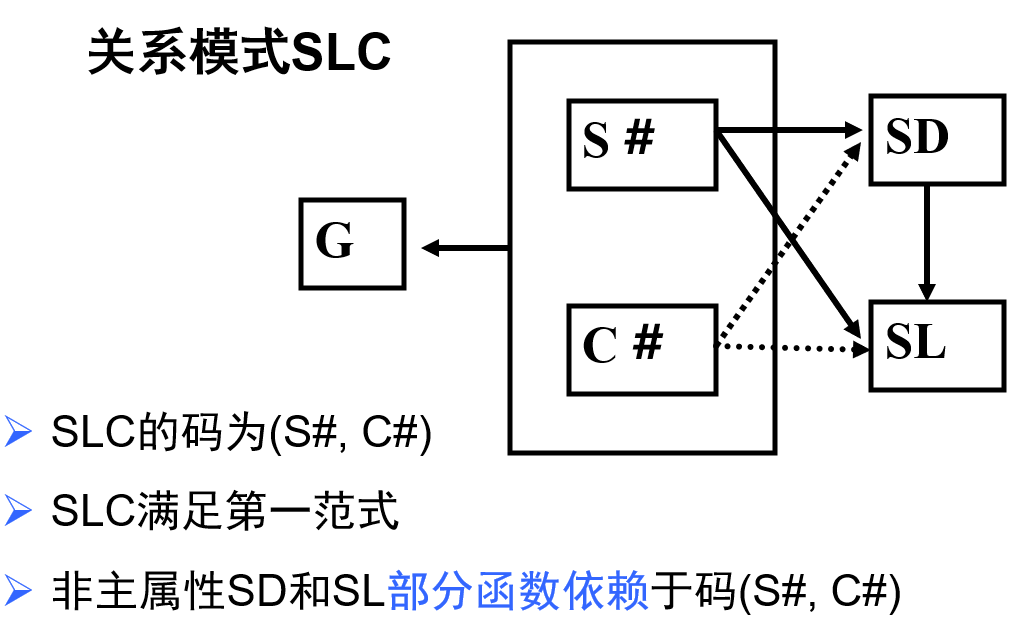 关系模式SLC
S #
SD
G
C #
SL
SLC的码为(S#, C#)
SLC满足第一范式
非主属性SD和SL部分函数依赖于码(S#, C#)